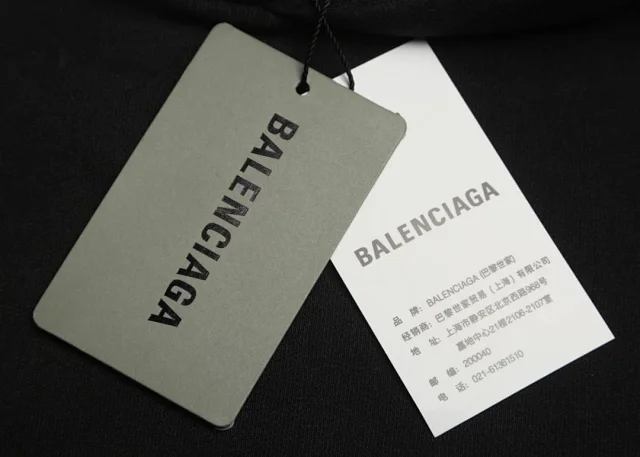 BALENCIAGA
BALENCIAGA
品 牌: BALENCIAGA (巴黎世家)
经销商: 巴黎世家贸易（上海）有限公司
地 址: 上海市静安区北京西路968号
嘉地中心21楼2106-2107室
邮 编: 200040
电 话: 021-61361510